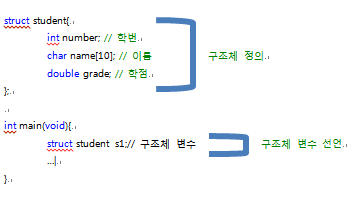 struct student{
int number; // 학번
char name[10]; // 이름
double grade; // 학점
};
구조체 정의
int main(void){
struct student s1;// 구조체 변수
...
}
구조체 변수 선언